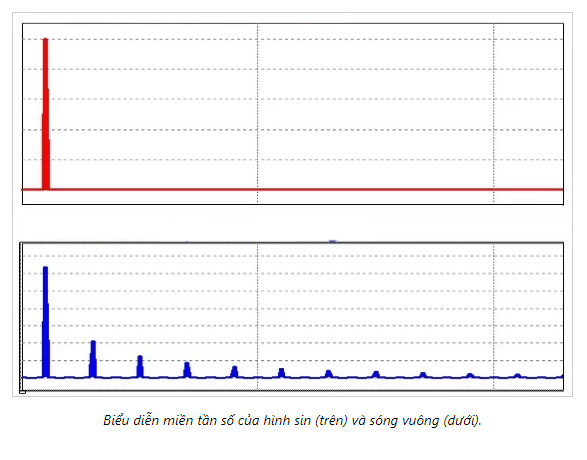 Biểu diễn miền tần số của hình sin (trên) và sóng vuông (dưới).